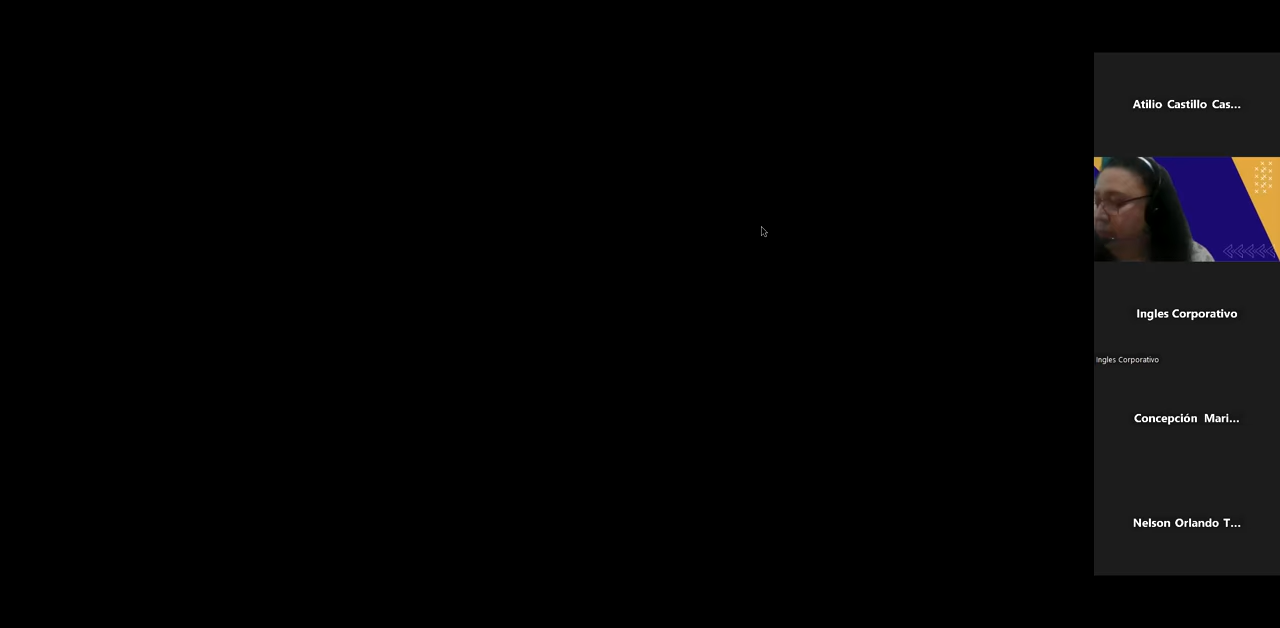 Atilio Castillo Cas...
Ingles Corporativo
Ingles Corporativo
Concepción Mari...
Nelson Orlando T...